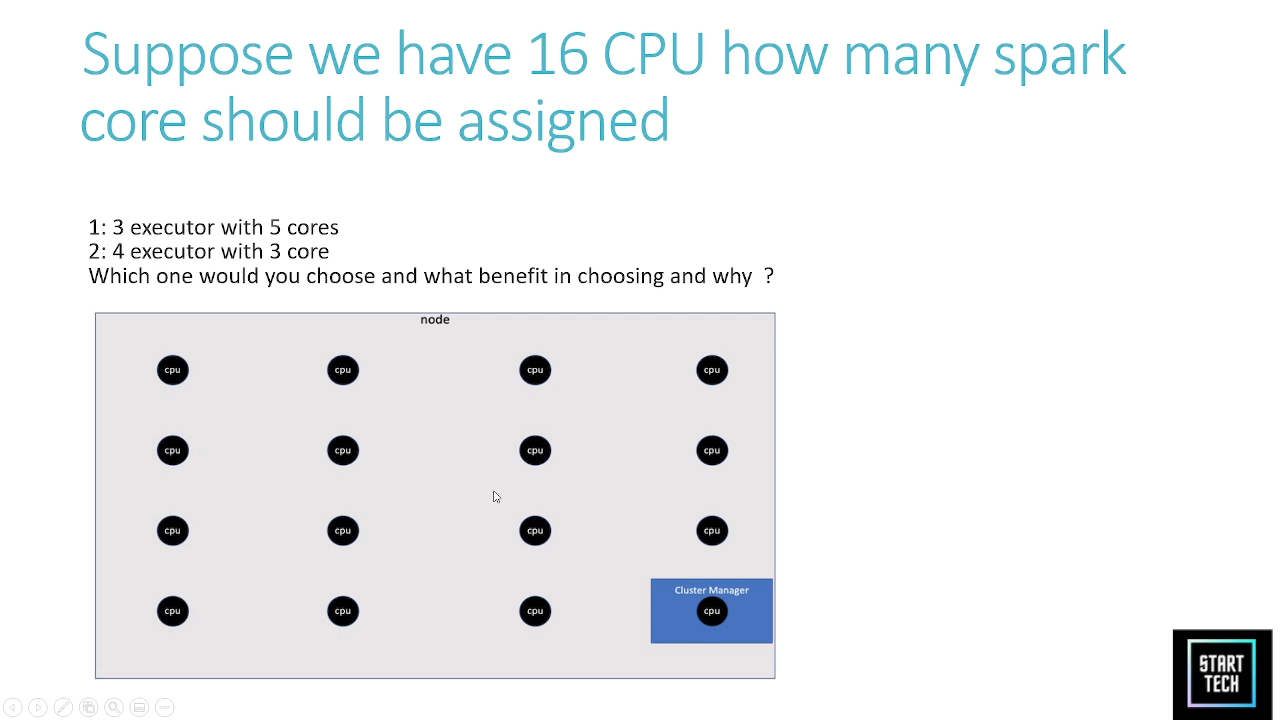 Suppose we have 16 CPU how many spark
core should be assigned
1: 3 executor with 5 cores
2: 4 executor with 3 core
Which one would you choose and what benefit in choosing and why ?
node
cpu cpu cpu cpu
cpu cpu cpu cpu
cpu cpu cpu cpu
Cluster Manager
cpu cpu cpu cpu
START
TECH